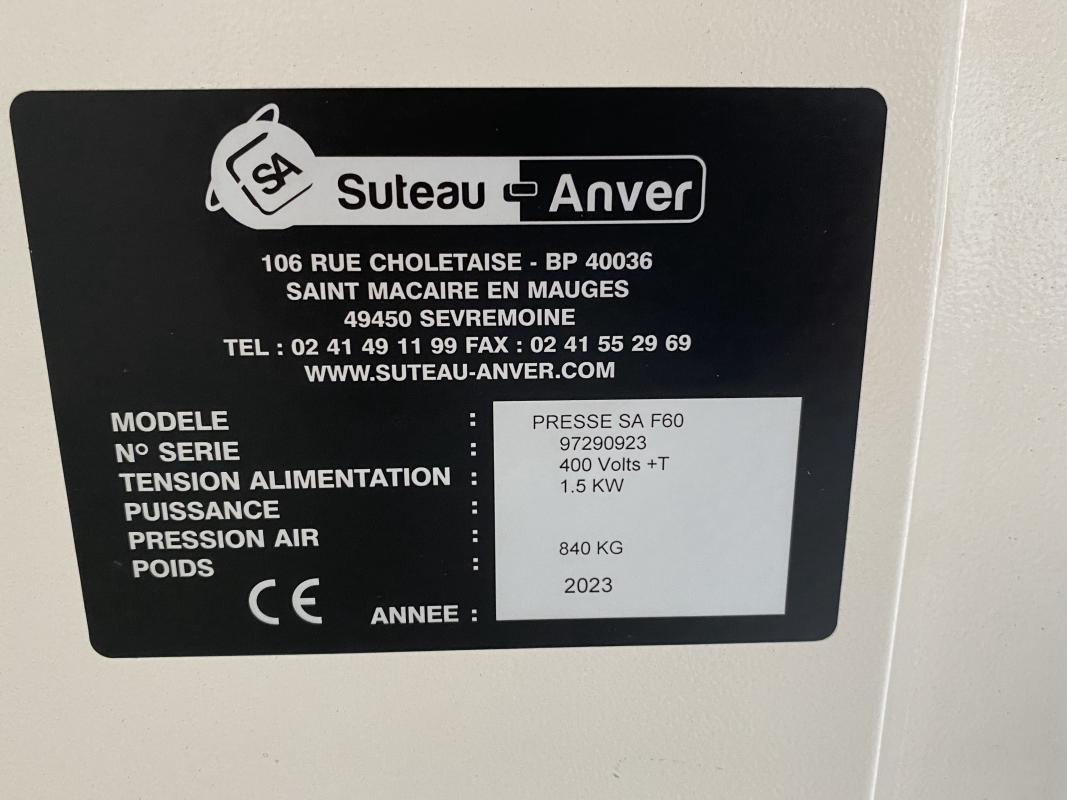 SA
Suteau Anver
106 RUE CHOLETAISE - BP 40036
SAINT MACAIRE EN MAUGES
49450 SEVREMOINE
TEL : 02 41 49 11 99 FAX : 02 41 55 29 69
WWW.SUTEAU-ANVER.COM
MODELE : PRESSE SA F60
Nº SERIE : 97290923
TENSION ALIMENTATION : 400 Volts +T
PUISSANCE : 1.5 KW
PRESSION AIR :
POIDS : 840 KG
CE ANNEE : 2023